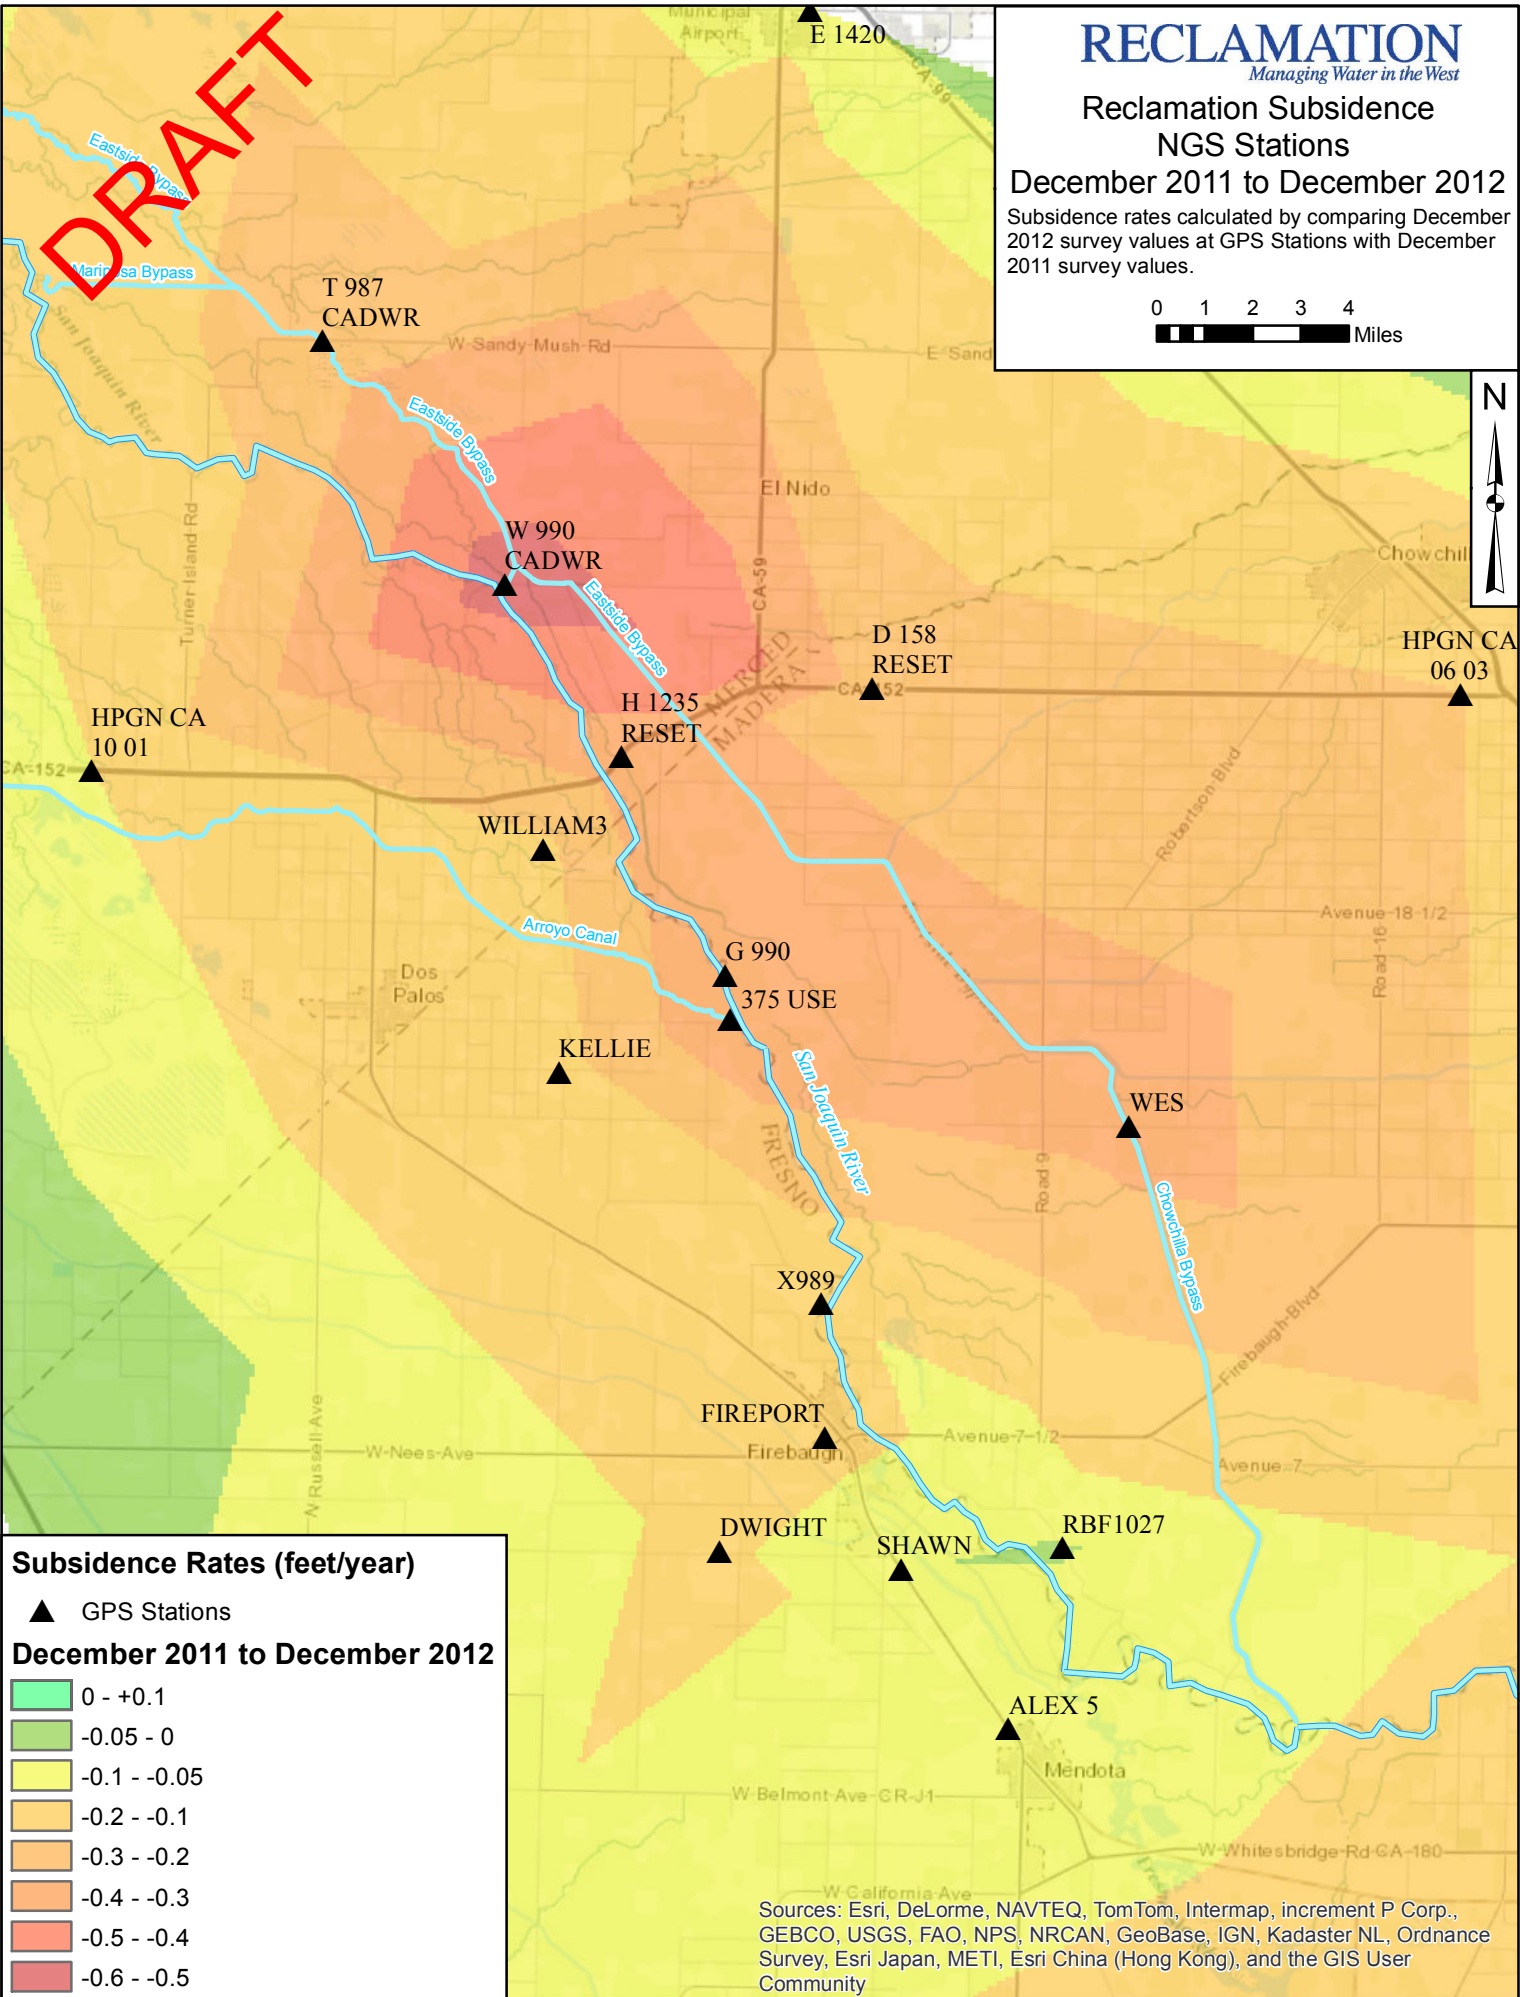 Municipal
Airport
E 1420
CA-99
DRAFT
RECLAMATION
Managing Water in the West
Reclamation Subsidence
NGS Stations
December 2011 to December 2012
Subsidence rates calculated by comparing December
2012 survey values at GPS Stations with December
2011 survey values.
0 1 2 3 4
Miles
N
Eastside Bypass
Mariposa Bypass
San Joaquin River
T 987
CADWR
W-Sandy-Mush-Rd
E Sand
Eastside Bypass
El Nido
Turner-Island-Rd
W 990
CADWR
CA-59
Chowchill
Eastside Bypass
MERCED
MADERA
D 158
RESET
CA-152
HPGN CA
06 03
H 1235
RESET
HPGN CA
10 01
CA-152
WILLIAM3
Robertson-Blvd
Arroyo Canal
Avenue-18-1/2
Road-16
G 990
375 USE
Dos
Palos
KELLIE
San Joaquin River
FRESNO
WES
Road 9
Chowchilla Bypass
X989
Firebaugh-Blvd
FIREPORT
Firebaugh
Avenue-7-1/2
Avenue 7
W-Nees-Ave
N Russell-Ave
DWIGHT
SHAWN
RBF1027
ALEX 5
Mendota
W Belmont Ave-CR-J1
W-Whitesbridge-Rd-CA-180
W-California-Ave
Subsidence Rates (feet/year)
GPS Stations
December 2011 to December 2012
0 - +0.1
-0.05 - 0
-0.1 - -0.05
-0.2 - -0.1
-0.3 - -0.2
-0.4 - -0.3
-0.5 - -0.4
-0.6 - -0.5
Sources: Esri, DeLorme, NAVTEQ, TomTom, Intermap, increment P Corp.,
GEBCO, USGS, FAO, NPS, NRCAN, GeoBase, IGN, Kadaster NL, Ordnance
Survey, Esri Japan, METI, Esri China (Hong Kong), and the GIS User
Community